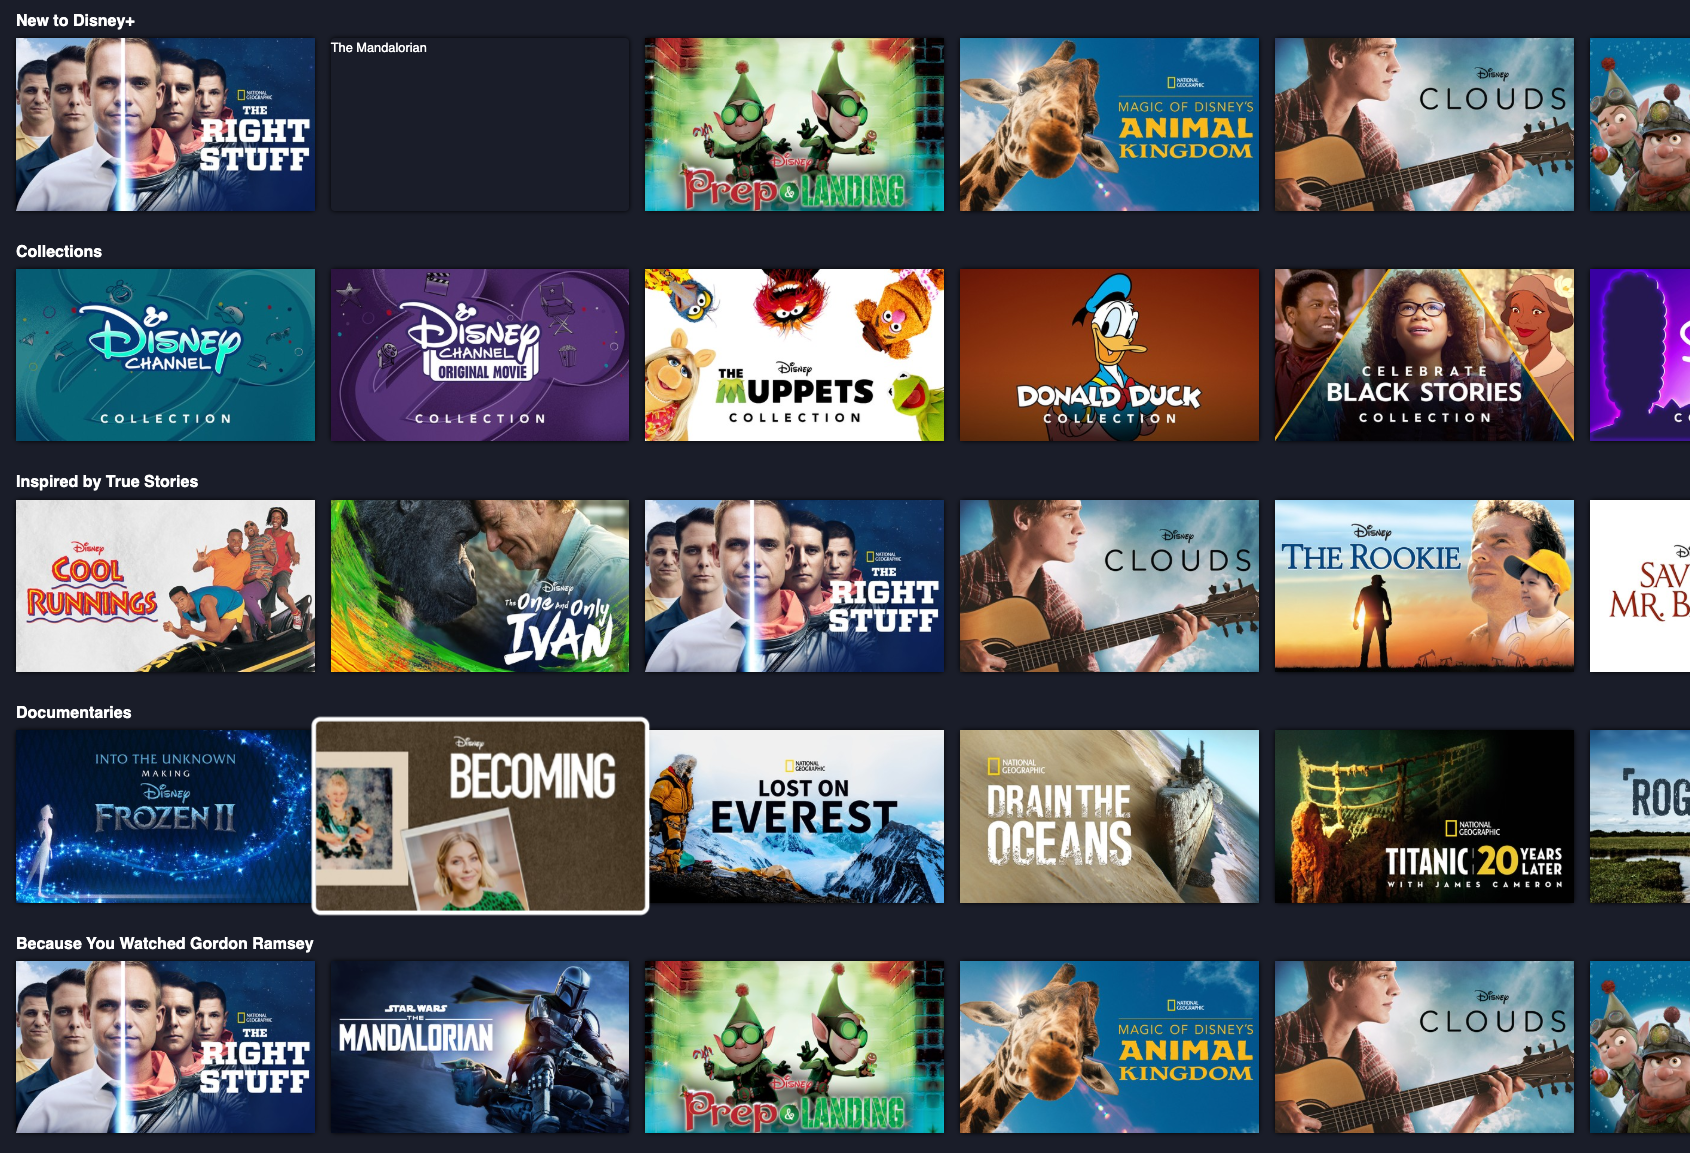 New to Disney+
NATIONAL GEOGRAPHIC
THE
RIGHT
STUFF
The Mandalorian
Disney
Prep & LANDING
NATIONAL GEOGRAPHIC
MAGIC OF DISNEY'S
ANIMAL
KINGDOM
Disney
CLOUDS
Collections
Disney
CHANNEL
COLLECTION
Disney
CHANNEL
ORIGINAL MOVIE
COLLECTION
Disney
THE
MUPPETS
COLLECTION
DONALD DUCK
COLLECTION
CELEBRATE
BLACK STORIES
COLLECTION
Inspired by True Stories
Disney
COOL
RUNNINGS
Disney
The One And Only
IVAN
NATIONAL GEOGRAPHIC
THE
RIGHT
STUFF
Disney
CLOUDS
Disney
THE ROOKIE
SAV
MR. B
Documentaries
INTO THE UNKNOWN
MAKING
Disney
FROZEN II
Disney
BECOMING
NATIONAL GEOGRAPHIC
LOST ON
EVEREST
NATIONAL GEOGRAPHIC
DRAIN THE
OCEANS
NATIONAL GEOGRAPHIC
TITANIC 20 YEARS LATER
WITH JAMES CAMERON
ROG
Because You Watched Gordon Ramsey
NATIONAL GEOGRAPHIC
THE
RIGHT
STUFF
STAR WARS
THE
MANDALORIAN
Disney
Prep & LANDING
NATIONAL GEOGRAPHIC
MAGIC OF DISNEY'S
ANIMAL
KINGDOM
Disney
CLOUDS